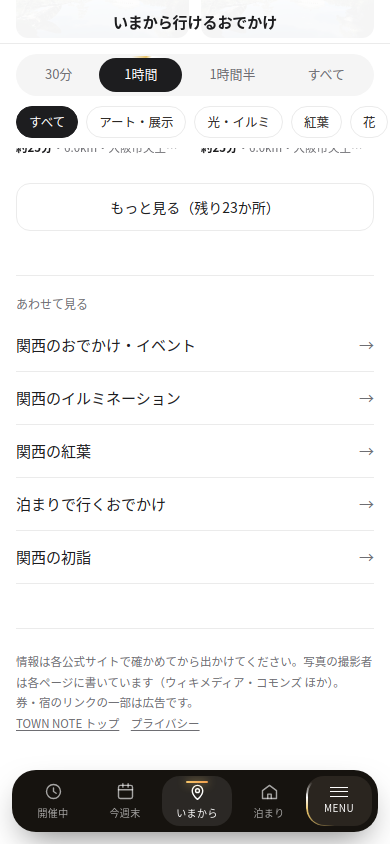 いまから行けるおでかけ
30分 1時間 1時間半 すべて
すべて アート・展示 光・イルミ 紅葉 花
もっと見る（残り23か所）
あわせて見る
関西のおでかけ・イベント →
関西のイルミネーション →
関西の紅葉 →
泊まりで行くおでかけ →
関西の初詣 →
情報は各公式サイトで確かめてから出かけてください。写真の撮影者
は各ページに書いています（ウィキメディア・コモンズ ほか）。
券・宿のリンクの一部は広告です。
TOWN NOTE トップ プライバシー
開催中 今週末 いまから 泊まり MENU